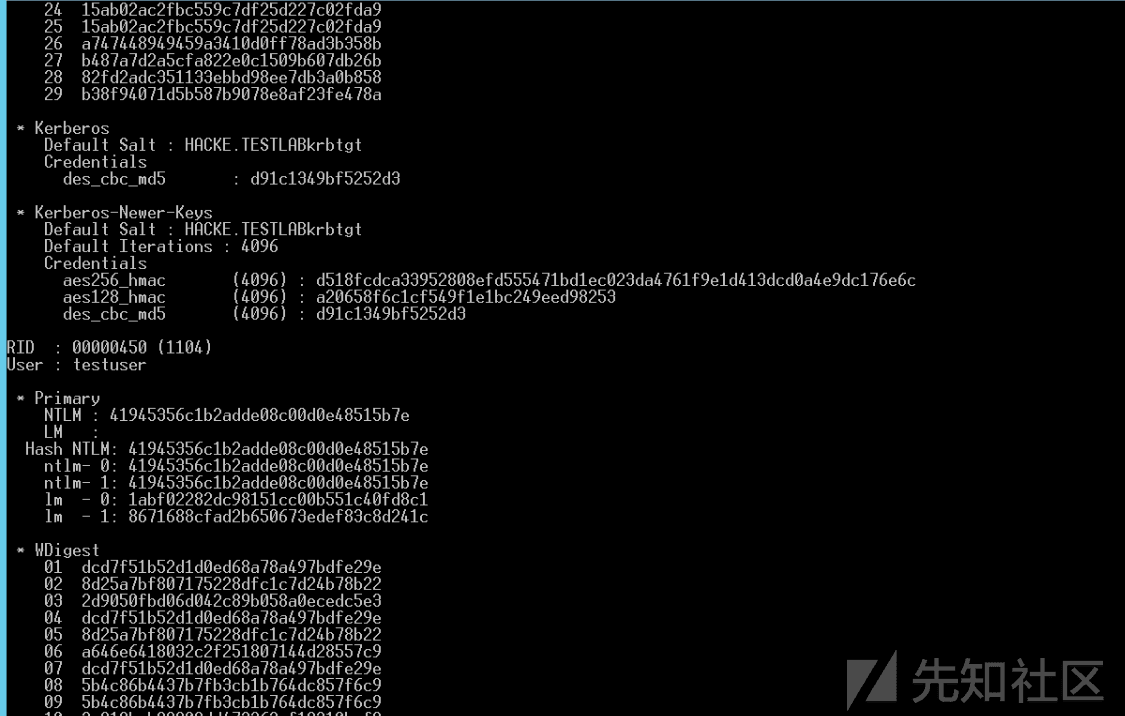 24 15ab02ac2fbc559c7df25d227c02fda9
25 15ab02ac2fbc559c7df25d227c02fda9
26 a747448949459a3410d0ff78ad3b358b
27 b487a7d2a5cfa822e0c1509b607db26b
28 82fd2adc351133ebbd98ee7db3a0b858
29 b38f94071d5b587b9078e8af23fe478a
* Kerberos
Default Salt : HACKE.TESTLABkrbtgt
Credentials
des_cbc_md5 : d91c1349bf5252d3
* Kerberos-Newer-Keys
Default Salt : HACKE.TESTLABkrbtgt
Default Iterations : 4096
Credentials
aes256_hmac (4096) : d518fcdca33952808efd555471bd1ec023da4761f9e1d413dcd0a4e9dc176e6c
aes128_hmac (4096) : a20658f6c1cf549f1e1bc249eed98253
des_cbc_md5 (4096) : d91c1349bf5252d3
RID : 00000450 (1104)
User : testuser
* Primary
NTLM : 41945356c1b2adde08c00d0e48515b7e
LM :
Hash NTLM: 41945356c1b2adde08c00d0e48515b7e
ntlm- 0: 41945356c1b2adde08c00d0e48515b7e
ntlm- 1: 41945356c1b2adde08c00d0e48515b7e
lm - 0: 1abf02282dc98151cc00b551c40fd8c1
lm - 1: 8671688cfad2b650673edef83c8d241c
* WDigest
01 dcd7f51b52d1d0ed68a78a497bdfe29e
02 8d25a7bf807175228dfc1c7d24b78b22
03 2d9050fbd06d042c89b058a0ecedc5e3
04 dcd7f51b52d1d0ed68a78a497bdfe29e
05 8d25a7bf807175228dfc1c7d24b78b22
06 a646e6418032c2f251807144d28557c9
07 dcd7f51b52d1d0ed68a78a497bdfe29e
08 5b4c86b4437b7fb3cb1b764dc857f6c9
09 5b4c86b4437b7fb3cb1b764dc857f6c9
先知社区